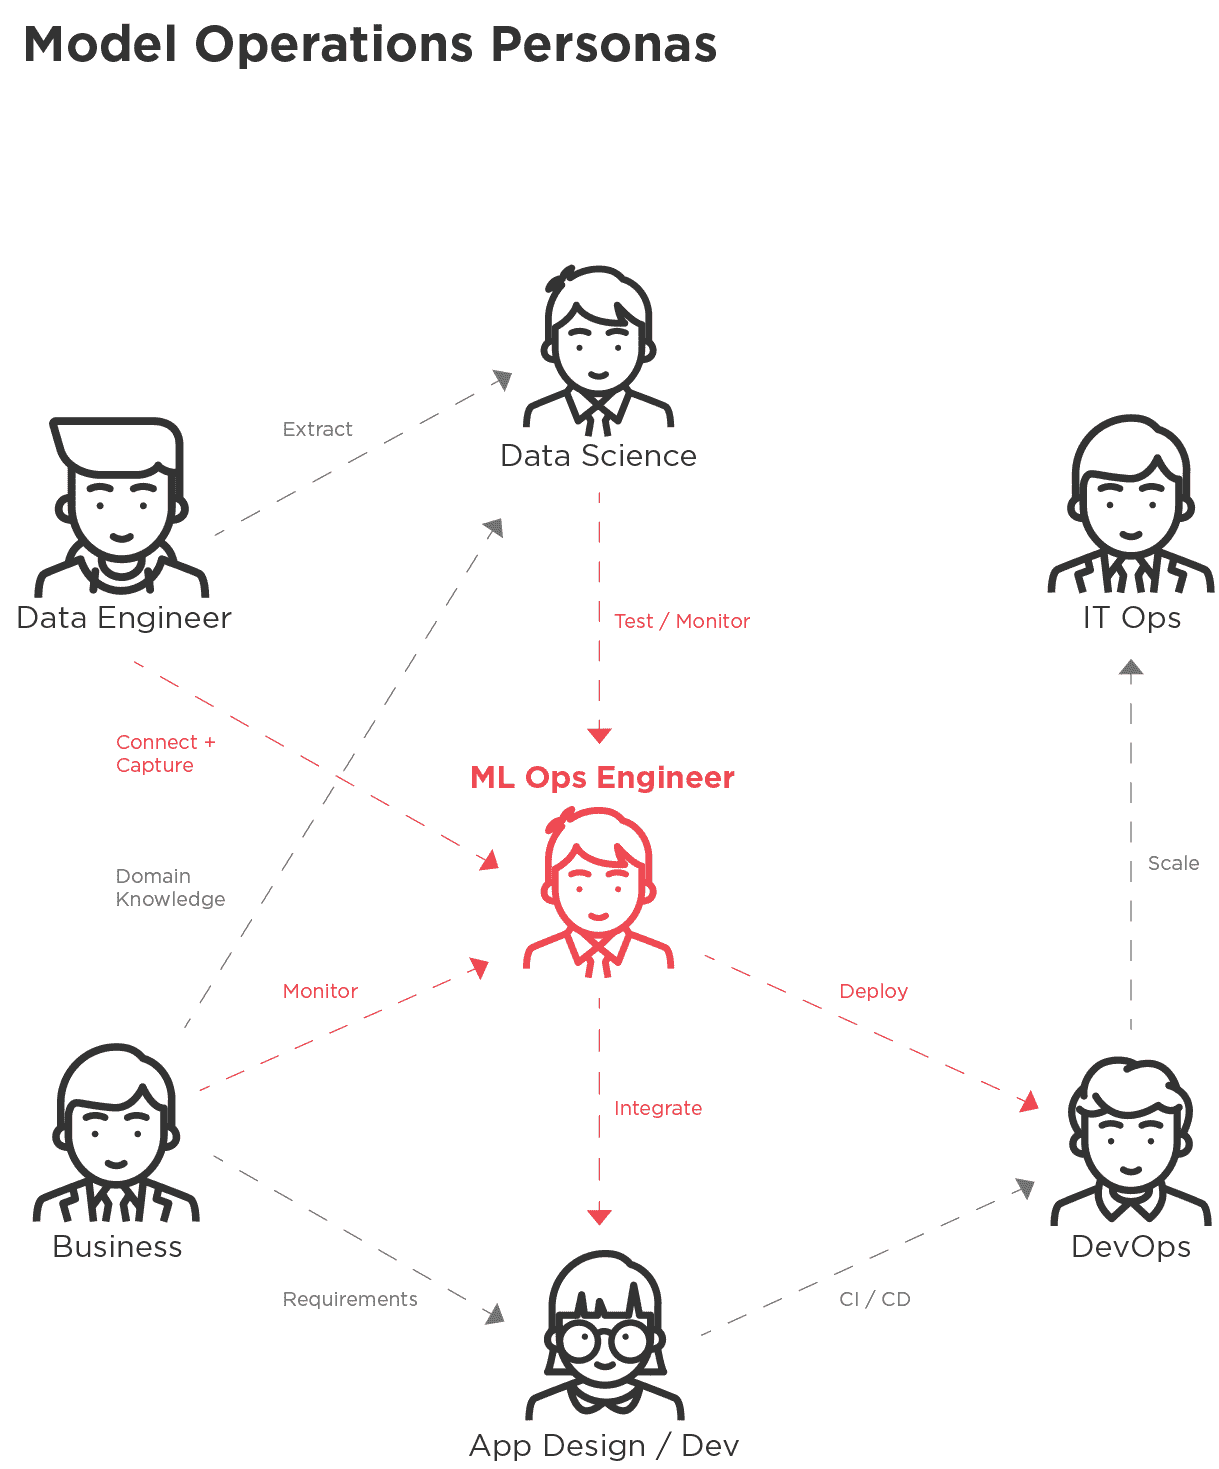 Model Operations Personas
Extract
Data Science
Data Engineer
IT Ops
Test / Monitor
Connect +
Capture
ML Ops Engineer
Domain
Knowledge
Scale
Monitor
Deploy
Integrate
Business
DevOps
Requirements
CI / CD
App Design / Dev